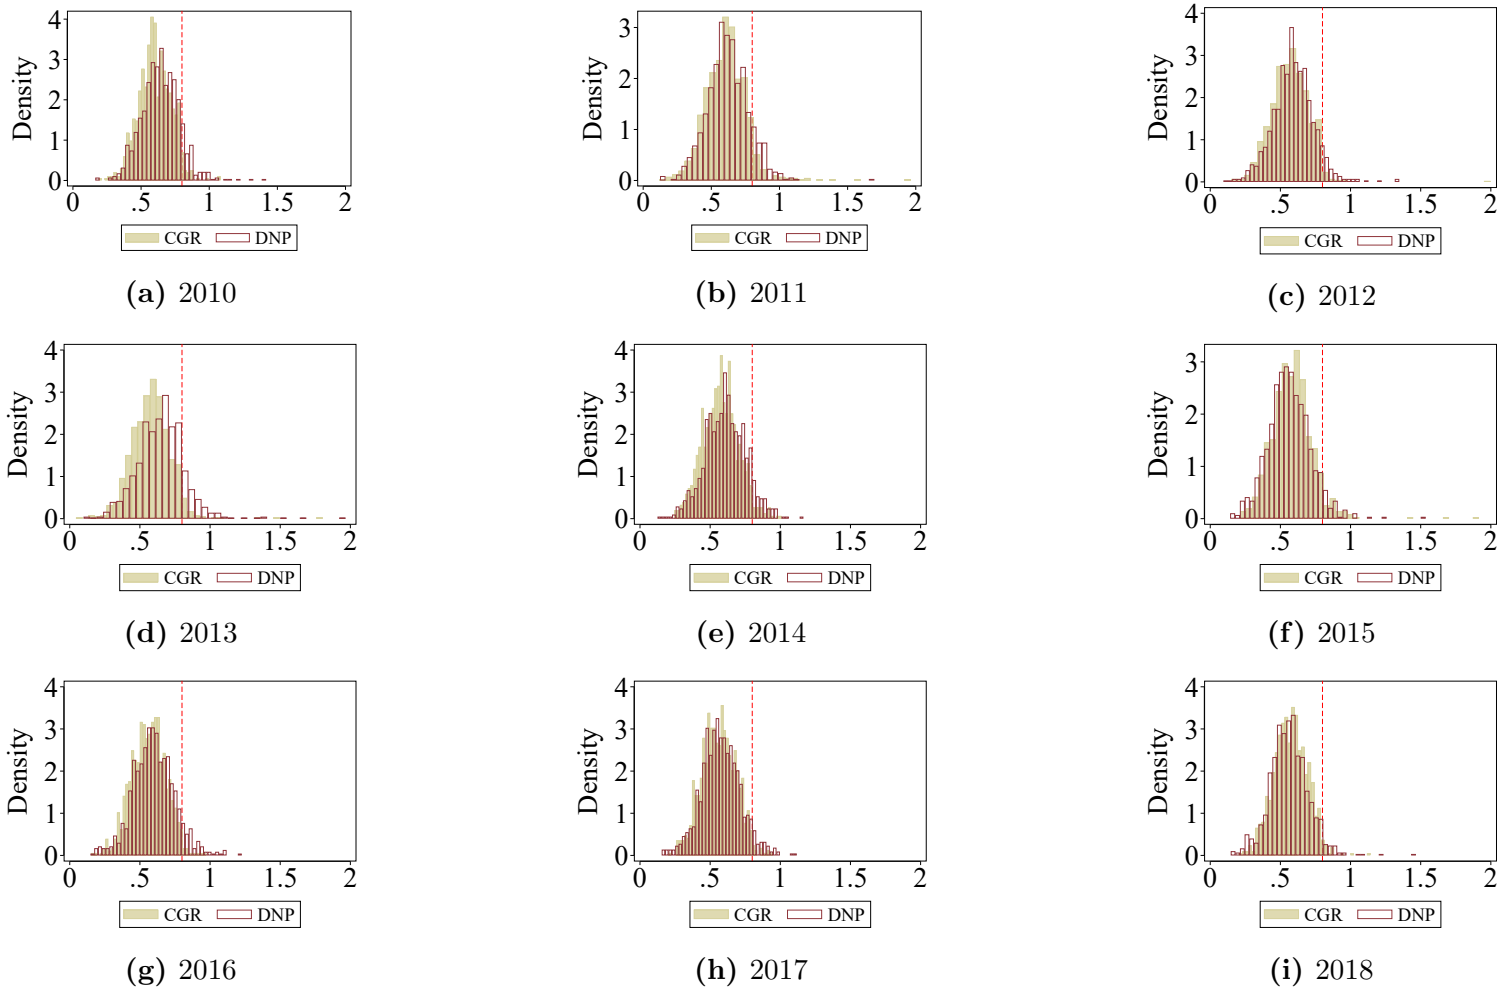 Density
4
3
2
1
0
0 .5 1 1.5 2
CGR DNP
(a) 2010
Density
3
2
1
0
0 .5 1 1.5 2
CGR DNP
(b) 2011
Density
4
3
2
1
0
0 .5 1 1.5 2
CGR DNP
(c) 2012
Density
4
3
2
1
0
0 .5 1 1.5 2
CGR DNP
(d) 2013
Density
4
3
2
1
0
0 .5 1 1.5 2
CGR DNP
(e) 2014
Density
3
2
1
0
0 .5 1 1.5 2
CGR DNP
(f) 2015
Density
4
3
2
1
0
0 .5 1 1.5 2
CGR DNP
(g) 2016
Density
4
3
2
1
0
0 .5 1 1.5 2
CGR DNP
(h) 2017
Density
4
3
2
1
0
0 .5 1 1.5 2
CGR DNP
(i) 2018